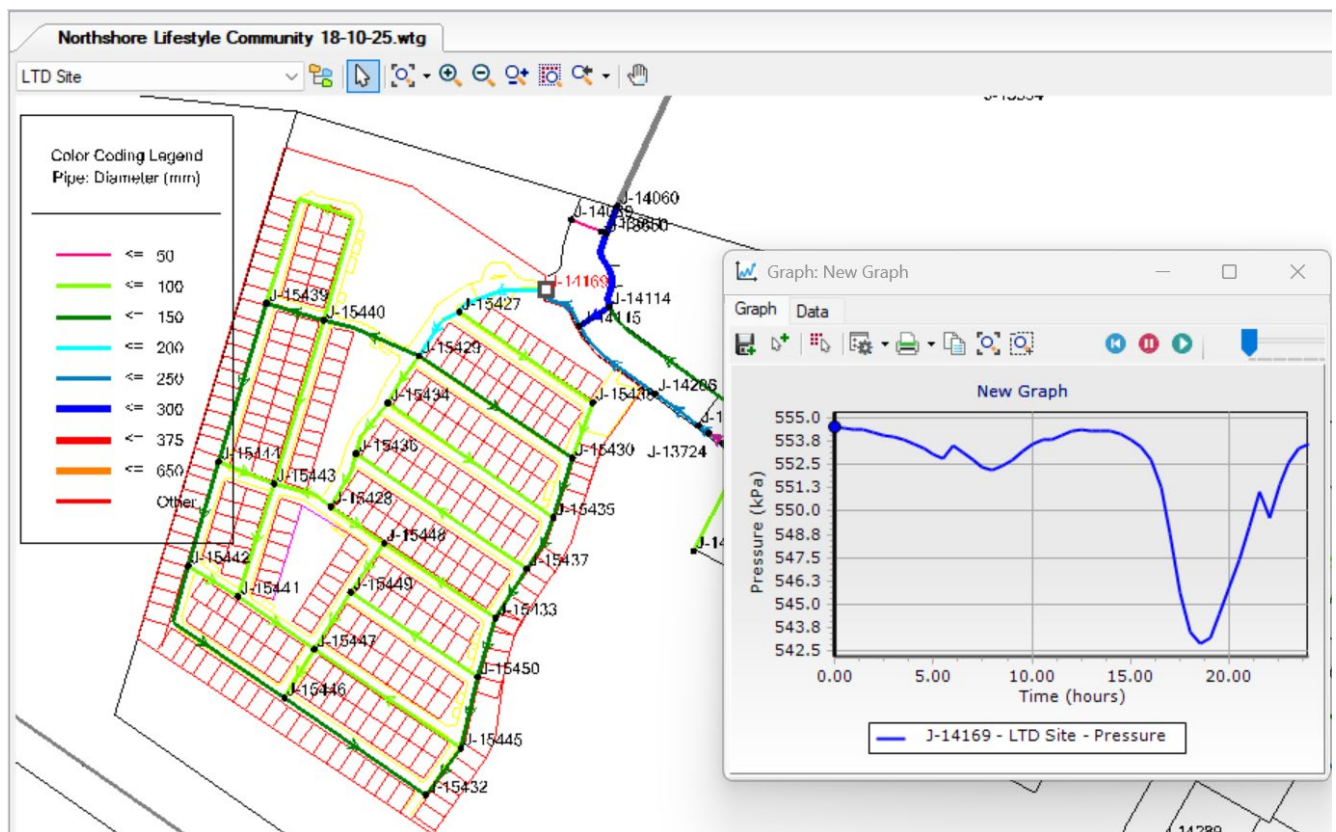 Northshore Lifestyle Community 18-10-25.wtg
LTD Site
Color Coding Legend
Pipe: Diameter (mm)
<= 50
<= 100
<= 150
<= 200
<= 250
<= 300
<= 375
<= 650
Other
J-14060
J-14169
J-14114
J-14115
J-15427
J-15439
J-15440
J-15429
J-15434
J-15438
J-14206
J-13724
J-15436
J-15430
J-15444
J-15443
J-15428
J-15435
J-15448
J-15437
J-15442
J-15441
J-15449
J-15433
J-15447
J-15450
J-15446
J-15445
J-15432
J-14289
Graph: New Graph
Graph
Data
New Graph
Pressure (kPa)
555.0
553.8
552.5
551.3
550.0
548.8
547.5
546.3
545.0
543.8
542.5
0.00
5.00
10.00
15.00
20.00
Time (hours)
J-14169 - LTD Site - Pressure